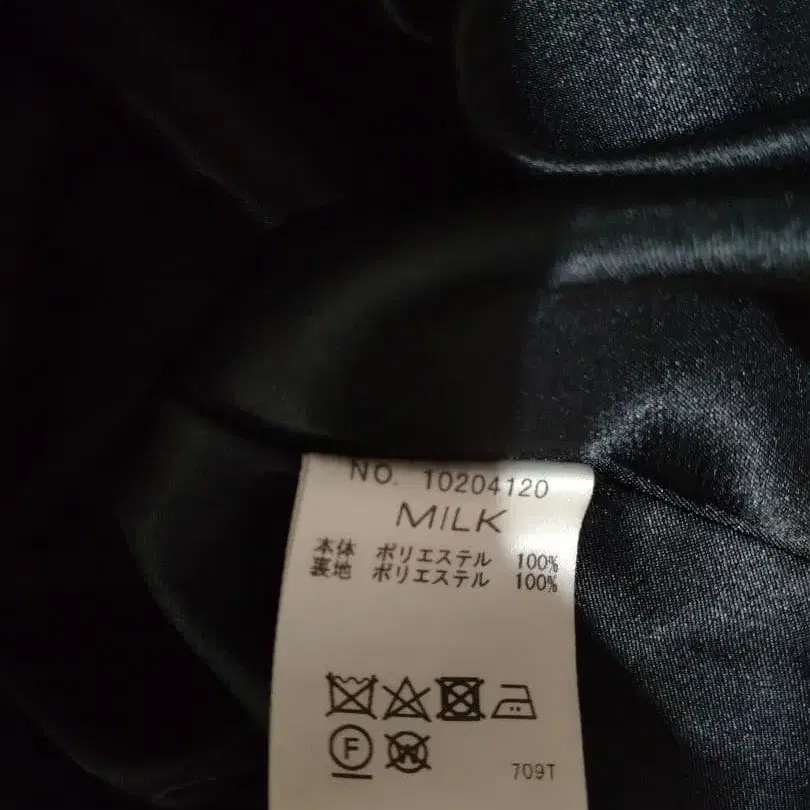 NO. 10204120
MILK
本体 ポリエステル 100%
裏地 ポリエステル 100%
F W
709T